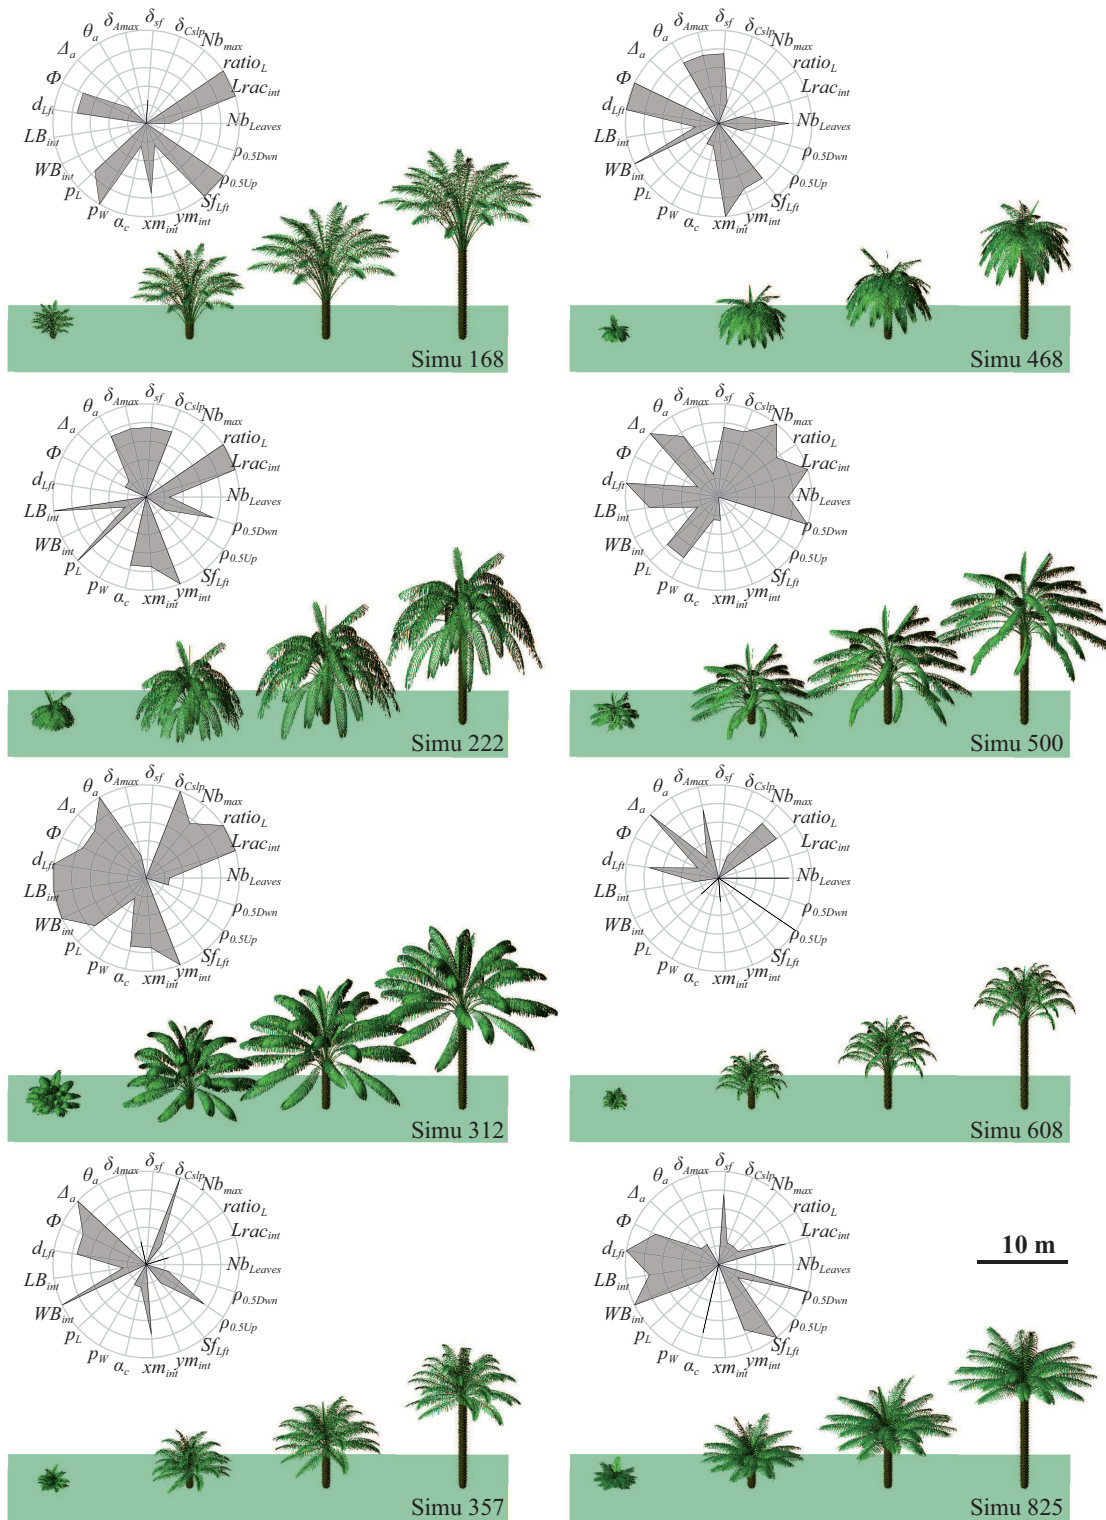 δAmax δsf δCslp Nbmax ratioL Lracint NbLeaves ρ0.5Dwn ρ0.5Up SfLft ymint xmint αc pW pL WBint LBint dLft Φ Δa θa
Simu 168
δAmax δsf δCslp Nbmax ratioL Lracint NbLeaves ρ0.5Dwn ρ0.5Up SfLft ymint xmint αc pW pL WBint LBint dLft Φ Δa θa
Simu 468
δAmax δsf δCslp Nbmax ratioL Lracint NbLeaves ρ0.5Dwn ρ0.5Up SfLft ymint xmint αc pW pL WBint LBint dLft Φ Δa θa
Simu 222
δAmax δsf δCslp Nbmax ratioL Lracint NbLeaves ρ0.5Dwn ρ0.5Up SfLft ymint xmint αc pW pL WBint LBint dLft Φ Δa θa
Simu 500
δAmax δsf δCslp Nbmax ratioL Lracint NbLeaves ρ0.5Dwn ρ0.5Up SfLft ymint xmint αc pW pL WBint LBint dLft Φ Δa θa
Simu 312
δAmax δsf δCslp Nbmax ratioL Lracint NbLeaves ρ0.5Dwn ρ0.5Up SfLft ymint xmint αc pW pL WBint LBint dLft Φ Δa θa
Simu 608
δAmax δsf δCslp Nbmax ratioL Lracint NbLeaves ρ0.5Dwn ρ0.5Up SfLft ymint xmint αc pW pL WBint LBint dLft Φ Δa θa
Simu 357
δAmax δsf δCslp Nbmax ratioL Lracint NbLeaves ρ0.5Dwn ρ0.5Up SfLft ymint xmint αc pW pL WBint LBint dLft Φ Δa θa
10 m
Simu 825